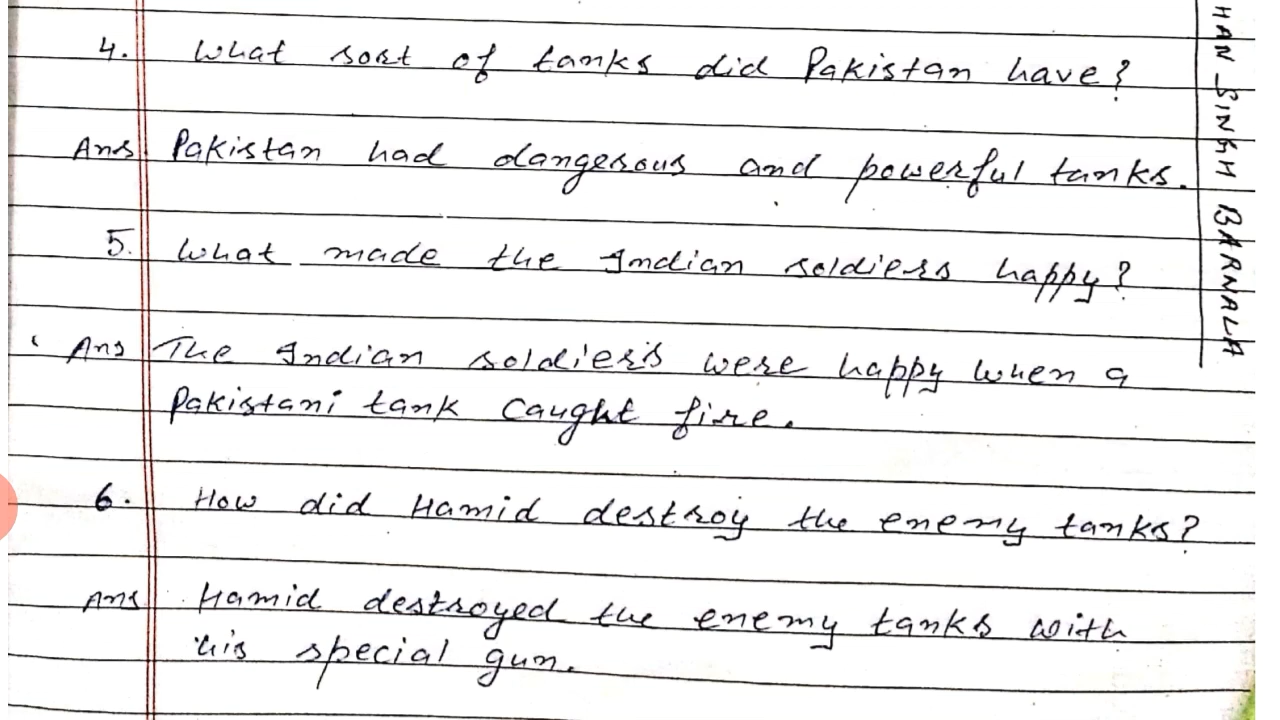 4. What sort of tanks did Pakistan have?
Ans Pakistan had dangerous and powerful tanks.
5. What made the Indian soldiers happy?
Ans The Indian soldiers were happy when a
Pakistani tank caught fire.
6. How did Hamid destroy the enemy tanks?
Ans Hamid destroyed the enemy tanks with
his special gun.
HAN SINGH BARNALA